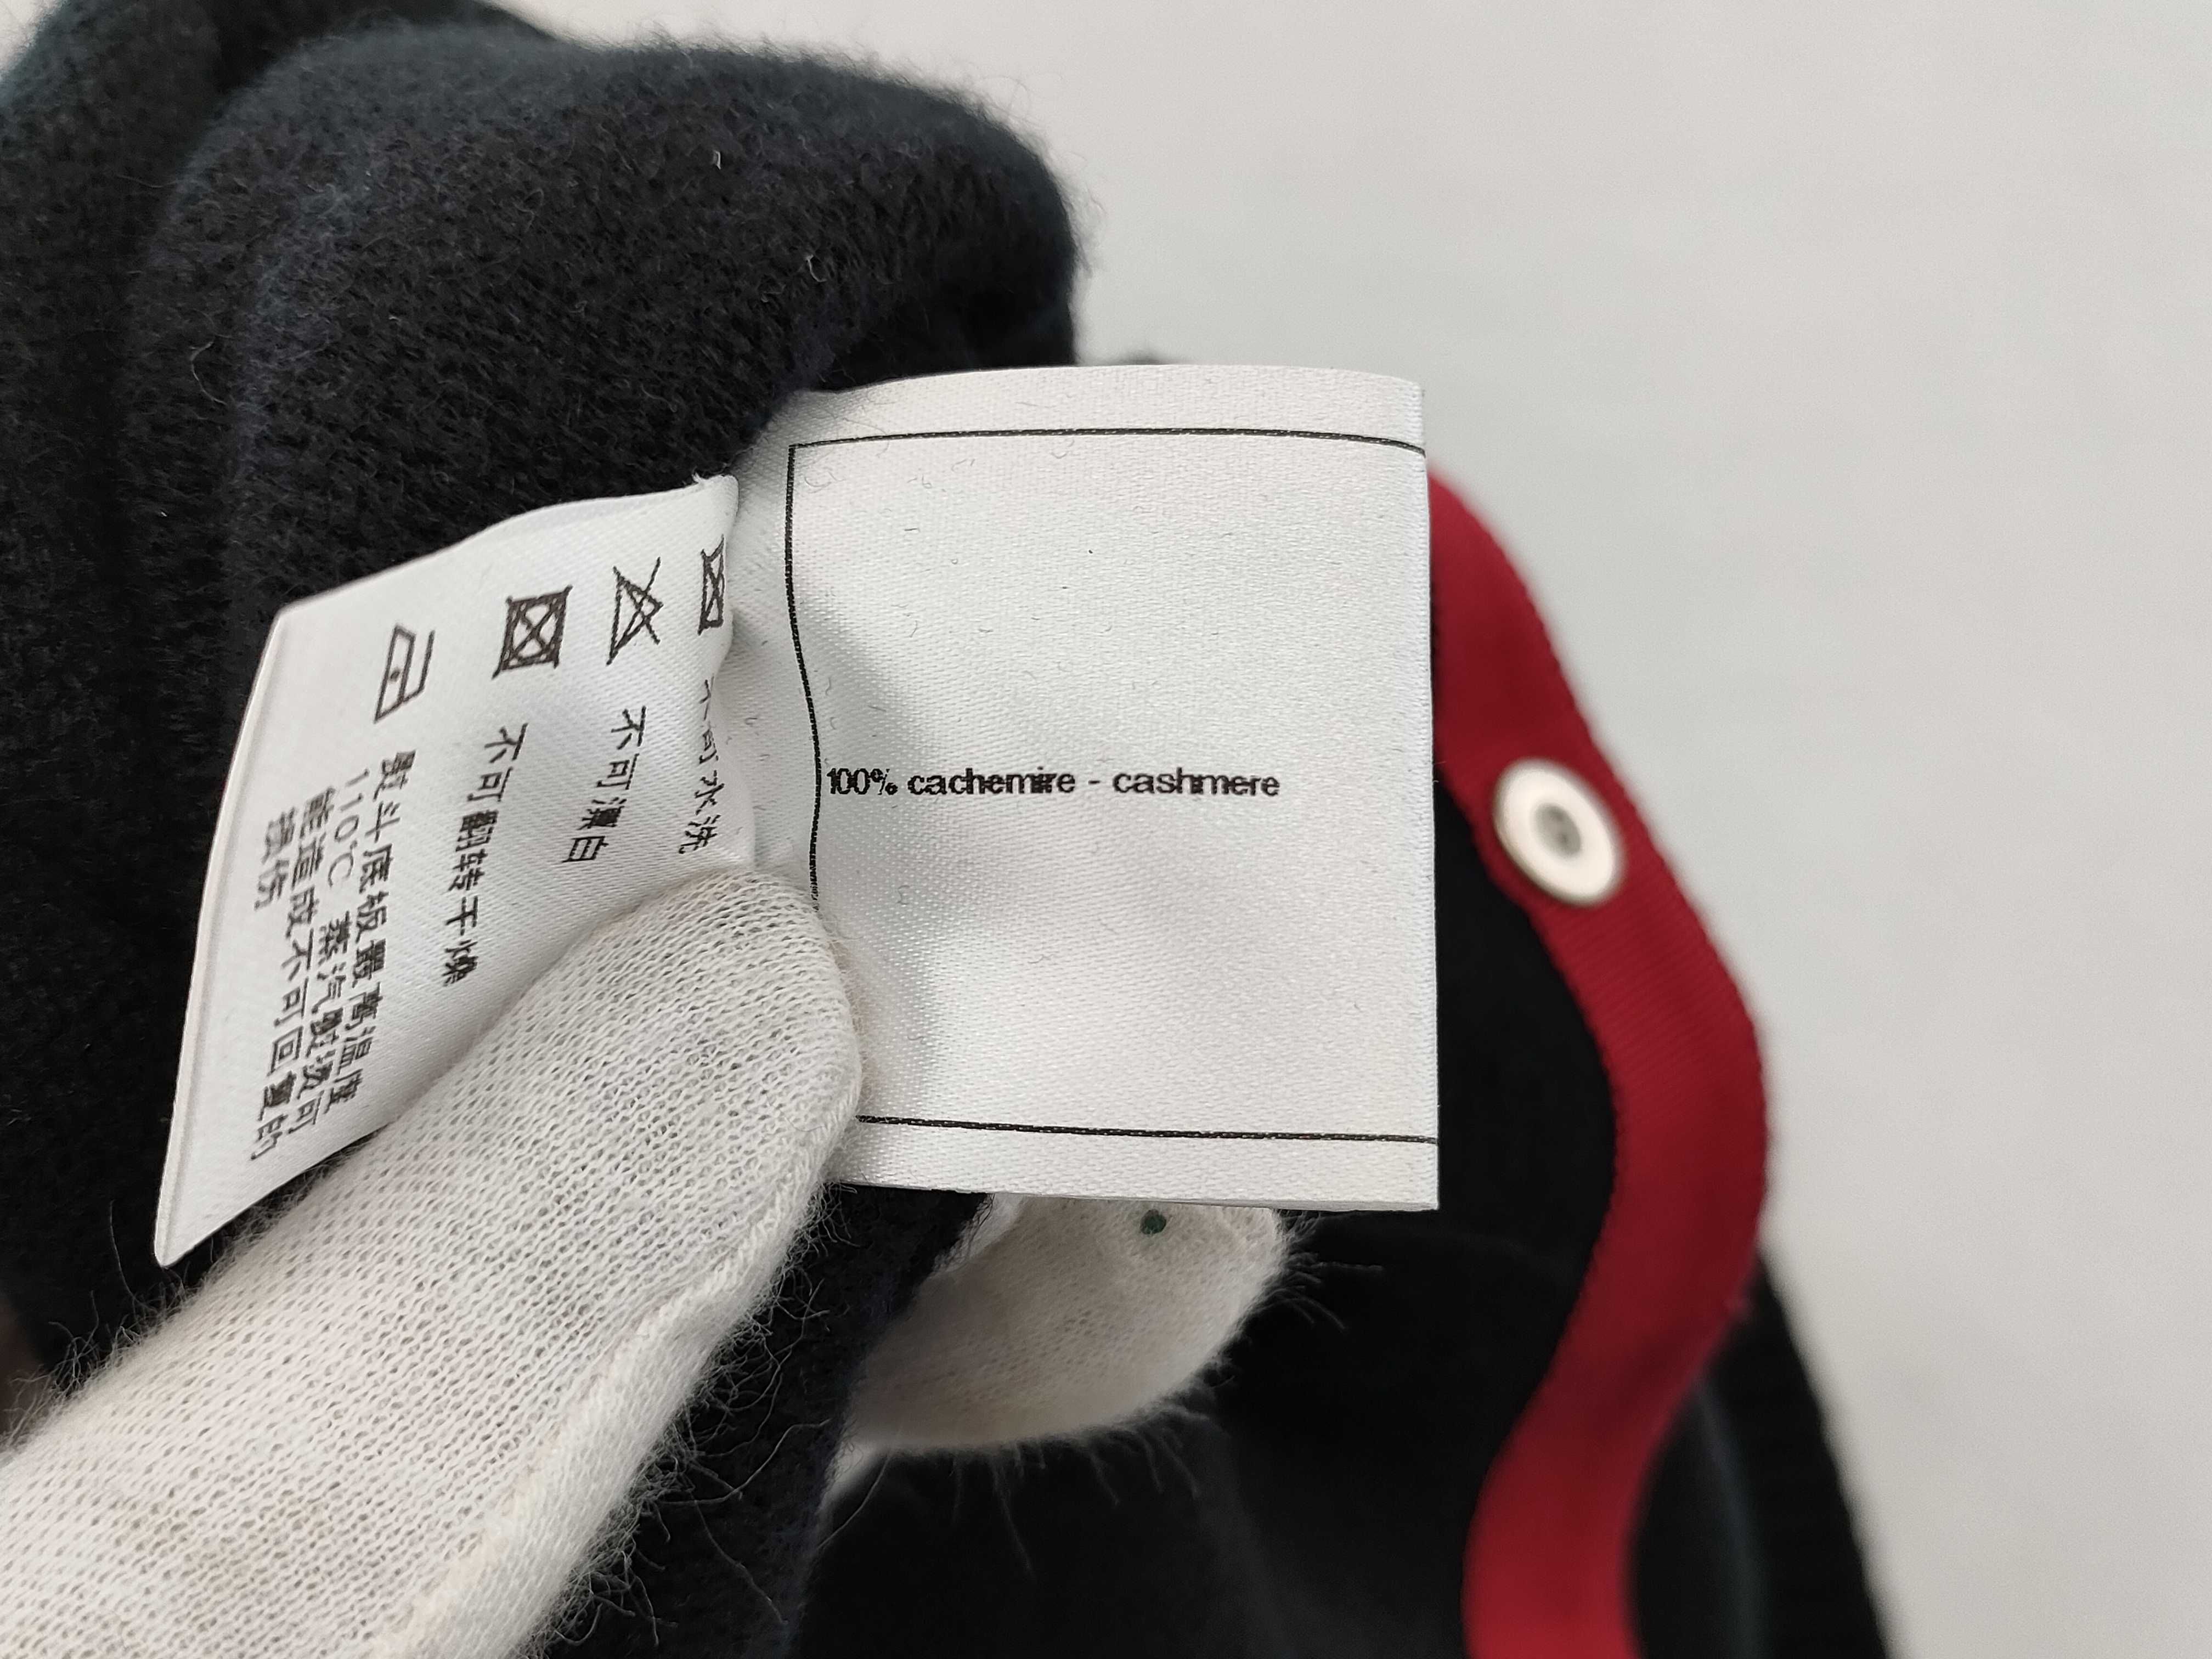 不可水洗
不可漂白
不可翻转干燥
熨斗底板最高温度
110℃ 蒸汽熨烫可
能造成不可回复的
损伤
100% cachemire - cashmere